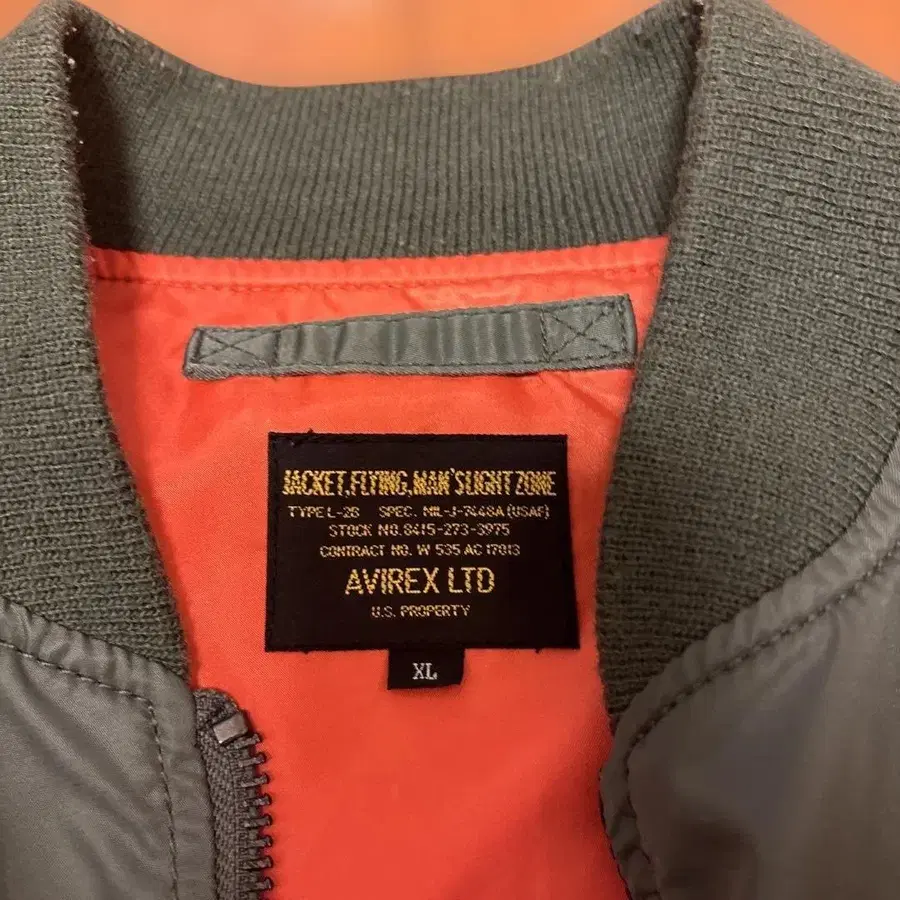 JACKET,FLYING,MAN'SLIGHT ZONE
TYPE L-2B SPEC. MIL-J-7448A (USAF)
STOCK NO.8415-273-3975
CONTRACT NO. W 535 AC 17013
AVIREX LTD
U.S. PROPERTY
XL